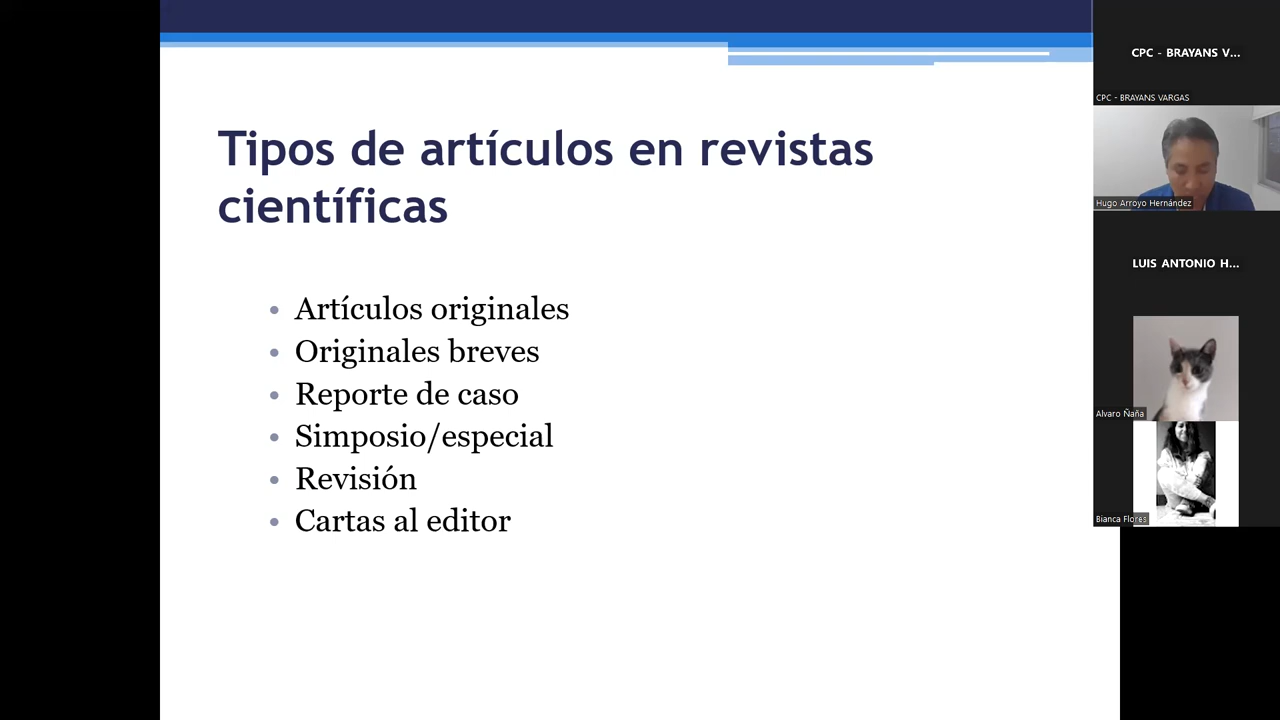 Tipos de artículos en revistas
científicas
• Artículos originales
• Originales breves
• Reporte de caso
• Simposio/especial
• Revisión
• Cartas al editor
CPC - BRAYANS V...
CPC - BRAYANS VARGAS
Hugo Arroyo Hernández
LUIS ANTONIO H...
Alvaro Ñaña
Bianca Flores